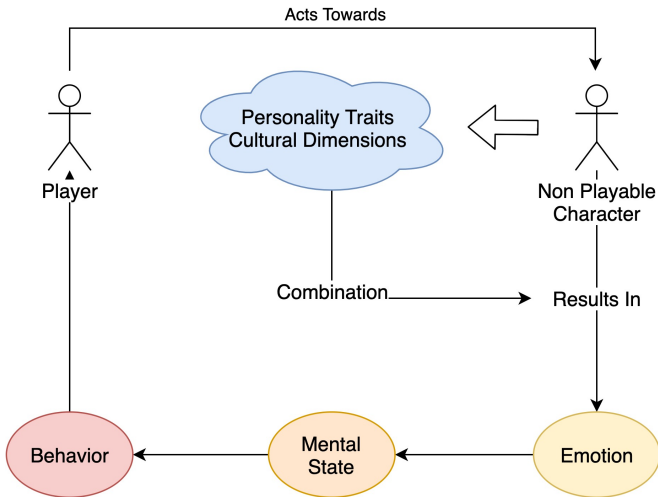 Acts Towards
Personality Traits
Cultural Dimensions
Player
Non Playable
Character
Combination
Results In
Behavior
Mental
State
Emotion